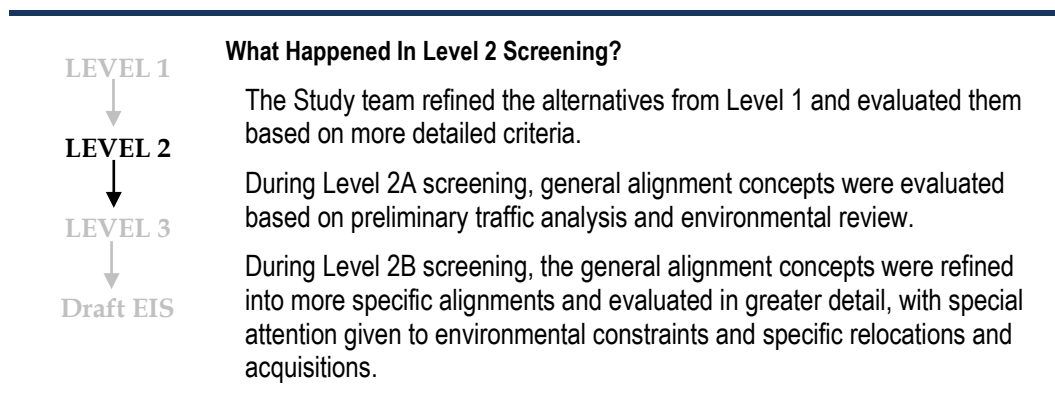 LEVEL 1
LEVEL 2
LEVEL 3
Draft EIS
What Happened In Level 2 Screening?
The Study team refined the alternatives from Level 1 and evaluated them
based on more detailed criteria.
During Level 2A screening, general alignment concepts were evaluated
based on preliminary traffic analysis and environmental review.
During Level 2B screening, the general alignment concepts were refined
into more specific alignments and evaluated in greater detail, with special
attention given to environmental constraints and specific relocations and
acquisitions.